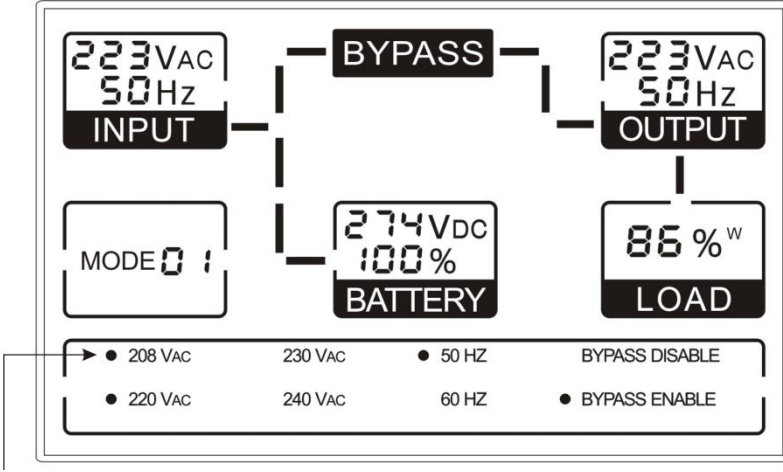 223VAC
50Hz
INPUT
BYPASS
223VAC
50Hz
OUTPUT
MODE 01
274VDC
100%
BATTERY
86%W
LOAD
208 VAC
230 VAC
50 HZ
BYPASS DISABLE
220 VAC
240 VAC
60 HZ
BYPASS ENABLE